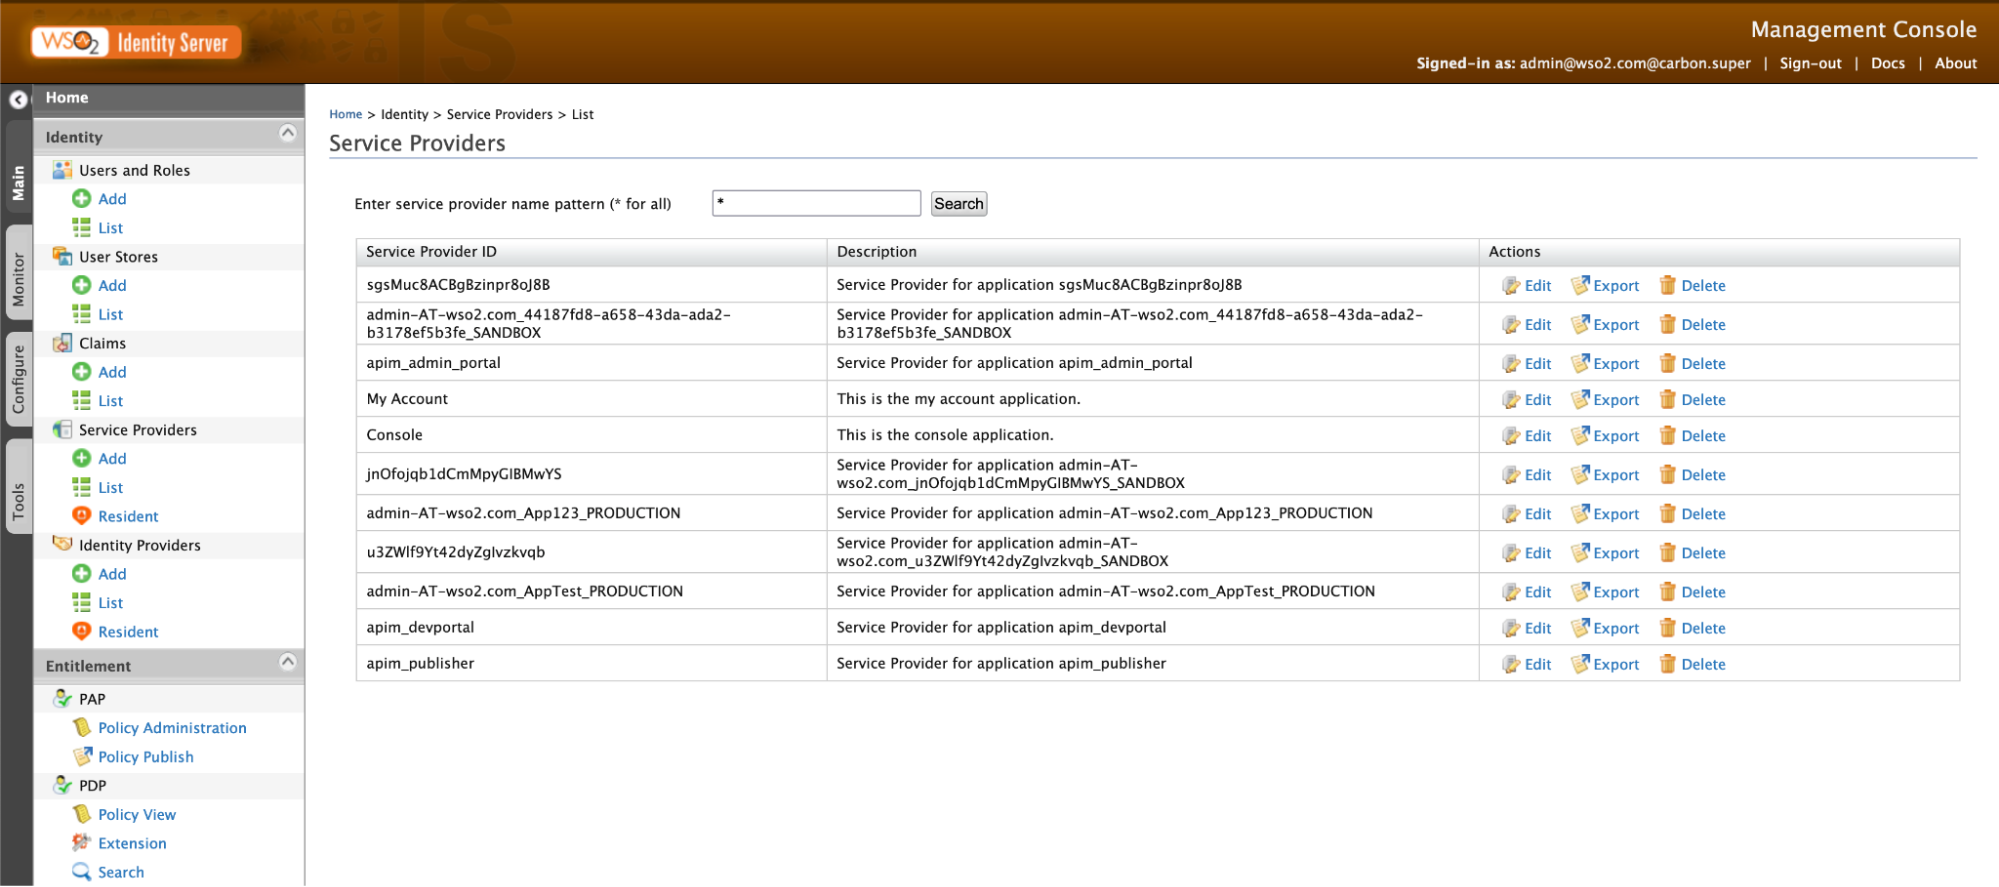 WSO2 Identity Server
Management Console
Signed-in as: admin@wso2.com@carbon.super | Sign-out | Docs | About
Main
Monitor
Configure
Tools
Home
Identity
Users and Roles
Add
List
User Stores
Add
List
Claims
Add
List
Service Providers
Add
List
Resident
Identity Providers
Add
List
Resident
Entitlement
PAP
Policy Administration
Policy Publish
PDP
Policy View
Extension
Search
Home > Identity > Service Providers > List
Service Providers
Enter service provider name pattern (* for all) * Search
Service Provider ID Description Actions
sgsMuc8ACBgBzinpr8oJ8B Service Provider for application sgsMuc8ACBgBzinpr8oJ8B Edit Export Delete
admin-AT-wso2.com_44187fd8-a658-43da-ada2-
b3178ef5b3fe_SANDBOX
Service Provider for application admin-AT-wso2.com_44187fd8-a658-43da-ada2-
b3178ef5b3fe_SANDBOX
Edit Export Delete
apim_admin_portal Service Provider for application apim_admin_portal Edit Export Delete
My Account This is the my account application. Edit Export Delete
Console This is the console application. Edit Export Delete
jnOfojqb1dCmMpyGlBMwYS
Service Provider for application admin-AT-
wso2.com_jnOfojqb1dCmMpyGlBMwYS_SANDBOX
Edit Export Delete
admin-AT-wso2.com_App123_PRODUCTION Service Provider for application admin-AT-wso2.com_App123_PRODUCTION Edit Export Delete
u3ZWlf9Yt42dyZglvzkvqb
Service Provider for application admin-AT-
wso2.com_u3ZWlf9Yt42dyZglvzkvqb_SANDBOX
Edit Export Delete
admin-AT-wso2.com_AppTest_PRODUCTION Service Provider for application admin-AT-wso2.com_AppTest_PRODUCTION Edit Export Delete
apim_devportal Service Provider for application apim_devportal Edit Export Delete
apim_publisher Service Provider for application apim_publisher Edit Export Delete